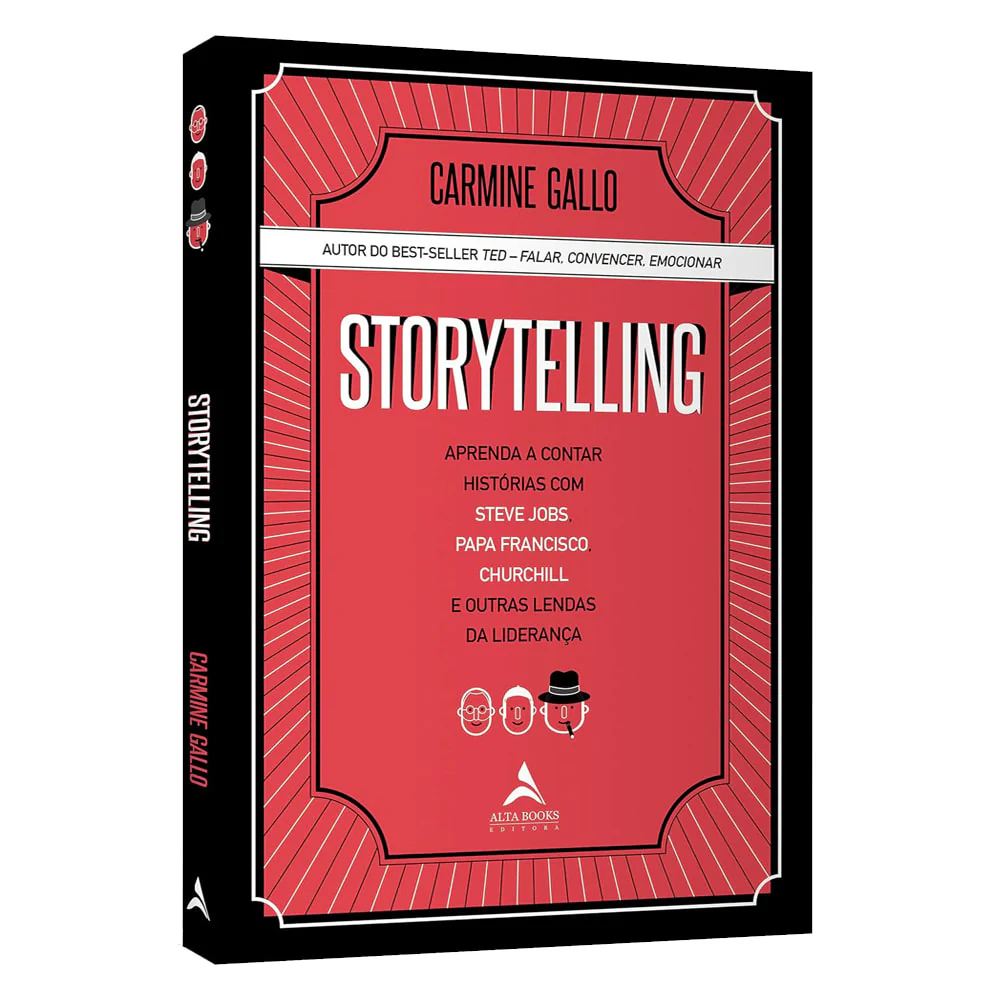 CARMINE GALLO
AUTOR DO BEST-SELLER TED – FALAR, CONVENCER, EMOCIONAR
STORYTELLING
APRENDA A CONTAR
HISTÓRIAS COM
STEVE JOBS,
PAPA FRANCISCO,
CHURCHILL
E OUTRAS LENDAS
DA LIDERANÇA
ALTA BOOKS
EDITORA
STORYTELLING
CARMINE GALLO